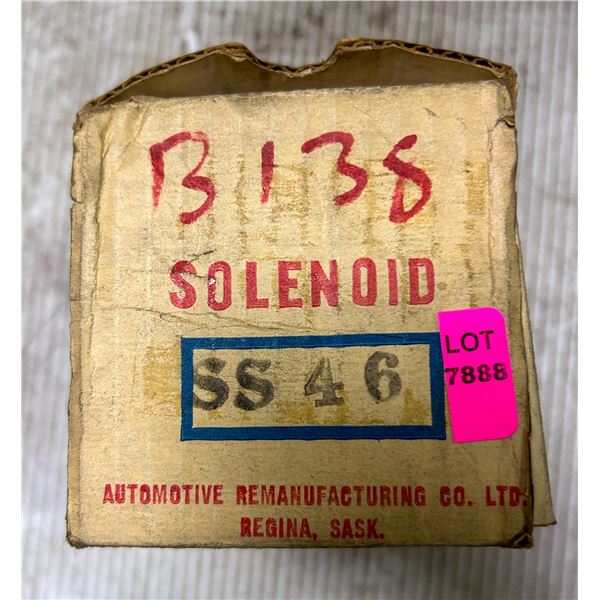 B138
SOLENOID
SS 46
LOT
7888
AUTOMOTIVE REMANUFACTURING CO. LTD.
REGINA, SASK.